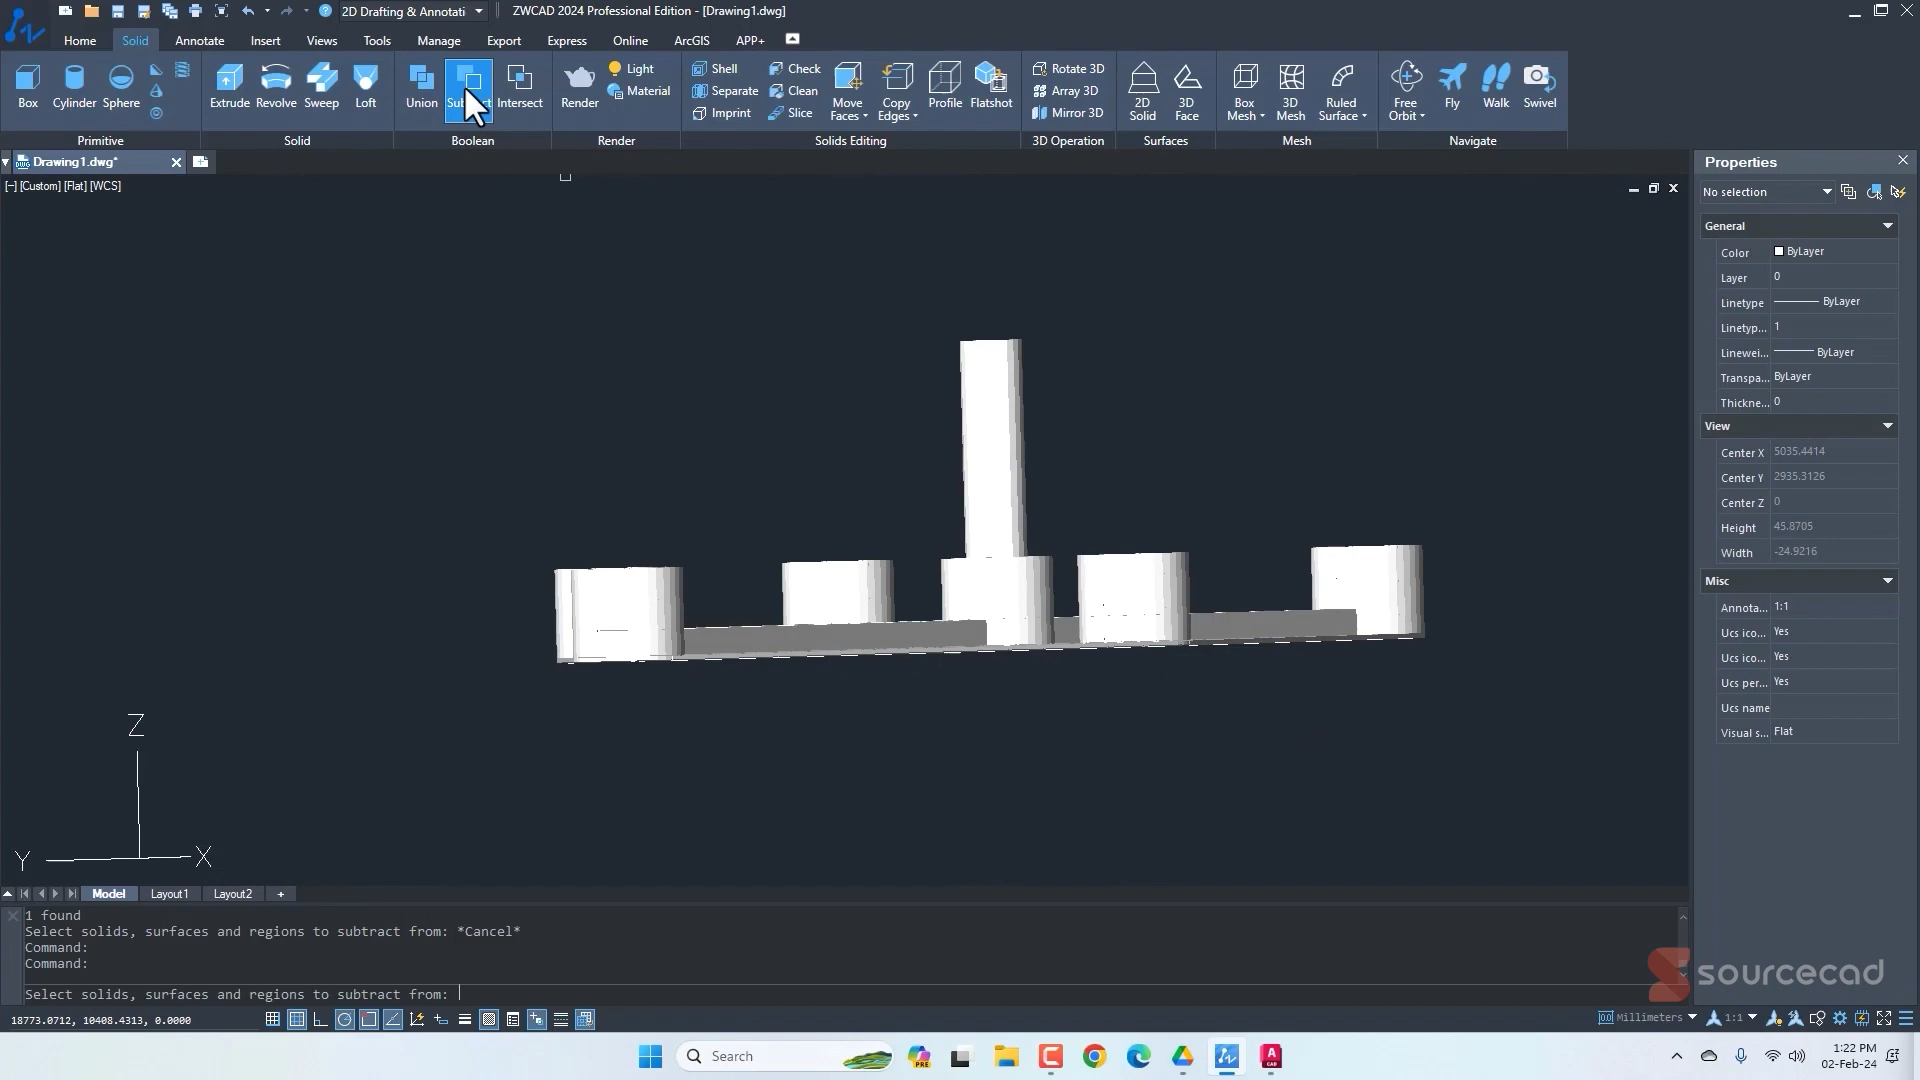 2D Drafting & Annotati
ZWCAD 2024 Professional Edition - [Drawing1.dwg]
Home Solid Annotate Insert Views Tools Manage Export Express Online ArcGIS APP+
Box Cylinder Sphere
Extrude Revolve Sweep Loft
Union Intersect
Render
Light
Material
Shell
Separate
Imprint
Check
Clean
Slice
Move
Faces
Copy
Edges
Profile
Flatshot
Rotate 3D
Array 3D
Mirror 3D
2D
Solid
3D
Face
Box
Mesh
3D
Mesh
Ruled
Surface
Free
Orbit
Fly
Walk
Swivel
Primitive Solid Boolean Render Solids Editing 3D Operation Surfaces Mesh Navigate
Drawing1.dwg*
[−] [Custom] [Flat] [WCS]
Properties
No selection
General
Color ByLayer
Layer 0
Linetype ByLayer
Linetyp... 1
Linewei... ByLayer
Transpa... ByLayer
Thickne... 0
View
Center X 5035.4414
Center Y 2935.3126
Center Z 0
Height 45.8705
Width -24.9216
Misc
Annota... 1:1
Ucs ico... Yes
Ucs ico... Yes
Ucs per... Yes
Ucs name
Visual s... Flat
Z
Y
X
Model Layout1 Layout2 +
1 found
Select solids, surfaces and regions to subtract from: *Cancel*
Command:
Command:
Select solids, surfaces and regions to subtract from:
sourcecad
18773.0712, 10408.4313, 0.0000
Millimeters
1:1
Search
PRE
1:22 PM
02-Feb-24